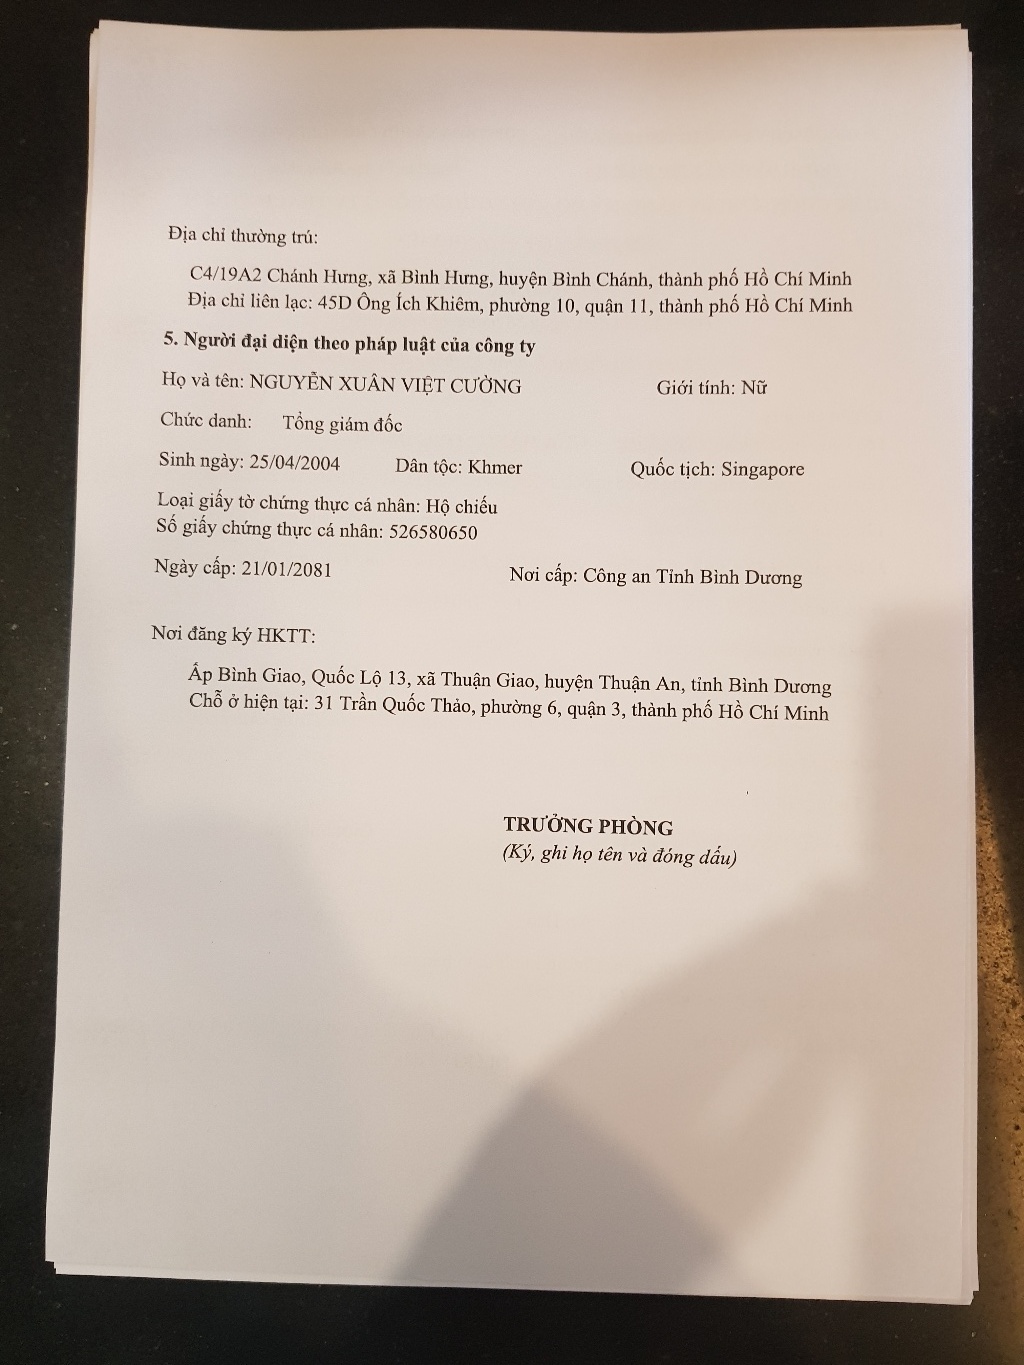 Địa chỉ thường trú:
C4/19A2 Chánh Hưng, xã Bình Hưng, huyện Bình Chánh, thành phố Hồ Chí Minh
Địa chỉ liên lạc: 45D Ông Ích Khiêm, phường 10, quận 11, thành phố Hồ Chí Minh
5. Người đại diện theo pháp luật của công ty
Họ và tên: NGUYỄN XUÂN VIỆT CƯỜNG Giới tính: Nữ
Chức danh: Tổng giám đốc
Sinh ngày: 25/04/2004 Dân tộc: Khmer Quốc tịch: Singapore
Loại giấy tờ chứng thực cá nhân: Hộ chiếu
Số giấy chứng thực cá nhân: 526580650
Ngày cấp: 21/01/2081 Nơi cấp: Công an Tỉnh Bình Dương
Nơi đăng ký HKTT:
Ấp Bình Giao, Quốc Lộ 13, xã Thuận Giao, huyện Thuận An, tỉnh Bình Dương
Chỗ ở hiện tại: 31 Trần Quốc Thảo, phường 6, quận 3, thành phố Hồ Chí Minh
TRƯỞNG PHÒNG
(Ký, ghi họ tên và đóng dấu)